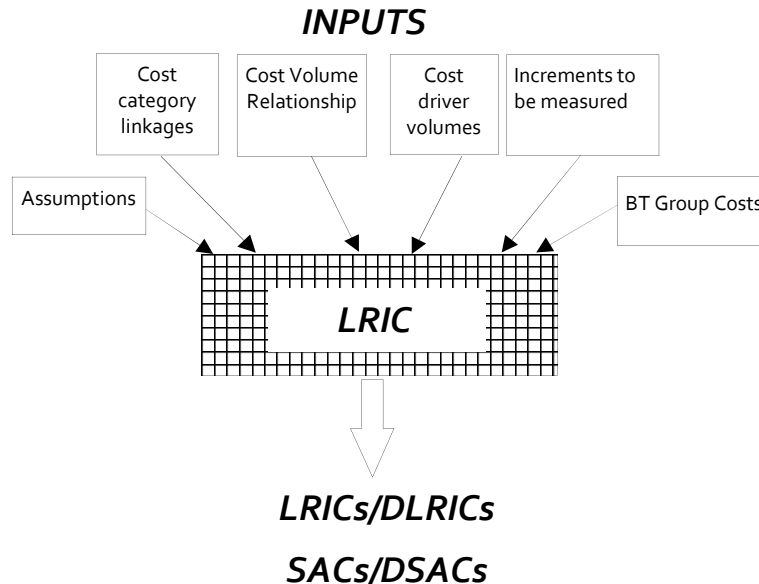 INPUTS
Cost
category
linkages
Cost Volume
Relationship
Cost
driver
volumes
Increments to
be measured
Assumptions
BT Group Costs
LRIC
LRICs/DLRICs
SACs/DSACs